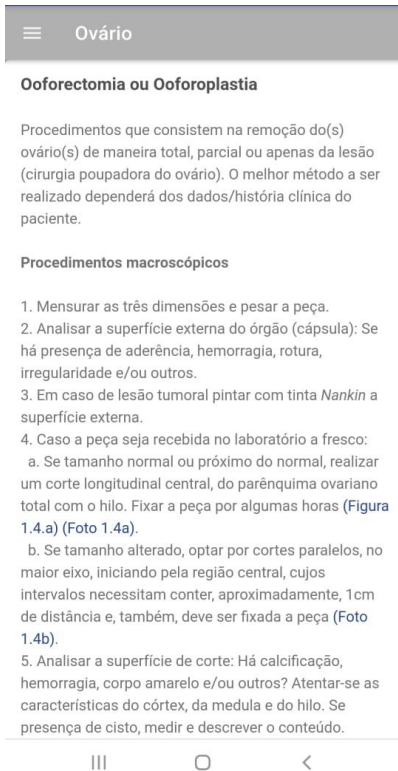 Ovário
Ooforectomia ou Ooforoplastia
Procedimentos que consistem na remoção do(s)
ovário(s) de maneira total, parcial ou apenas da lesão
(cirurgia poupadora do ovário). O melhor método a ser
realizado dependerá dos dados/história clínica do
paciente.
Procedimentos macroscópicos
1. Mensurar as três dimensões e pesar a peça.
2. Analisar a superfície externa do órgão (cápsula): Se
há presença de aderência, hemorragia, rotura,
irregularidade e/ou outros.
3. Em caso de lesão tumoral pintar com tinta Nankin a
superfície externa.
4. Caso a peça seja recebida no laboratório a fresco:
a. Se tamanho normal ou próximo do normal, realizar
um corte longitudinal central, do parênquima ovariano
total com o hilo. Fixar a peça por algumas horas (Figura
1.4.a) (Foto 1.4a).
b. Se tamanho alterado, optar por cortes paralelos, no
maior eixo, iniciando pela região central, cujos
intervalos necessitam conter, aproximadamente, 1cm
de distância e, também, deve ser fixada a peça (Foto
1.4b).
5. Analisar a superfície de corte: Há calcificação,
hemorragia, corpo amarelo e/ou outros? Atentar-se as
características do córtex, da medula e do hilo. Se
presença de cisto, medir e descrever o conteúdo.